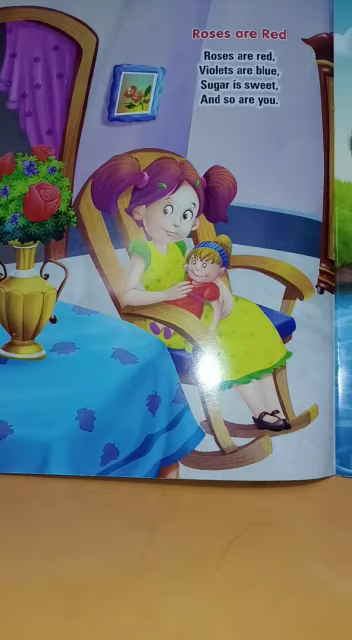 Roses are Red
Roses are red,
Violets are blue,
Sugar is sweet,
And so are you.